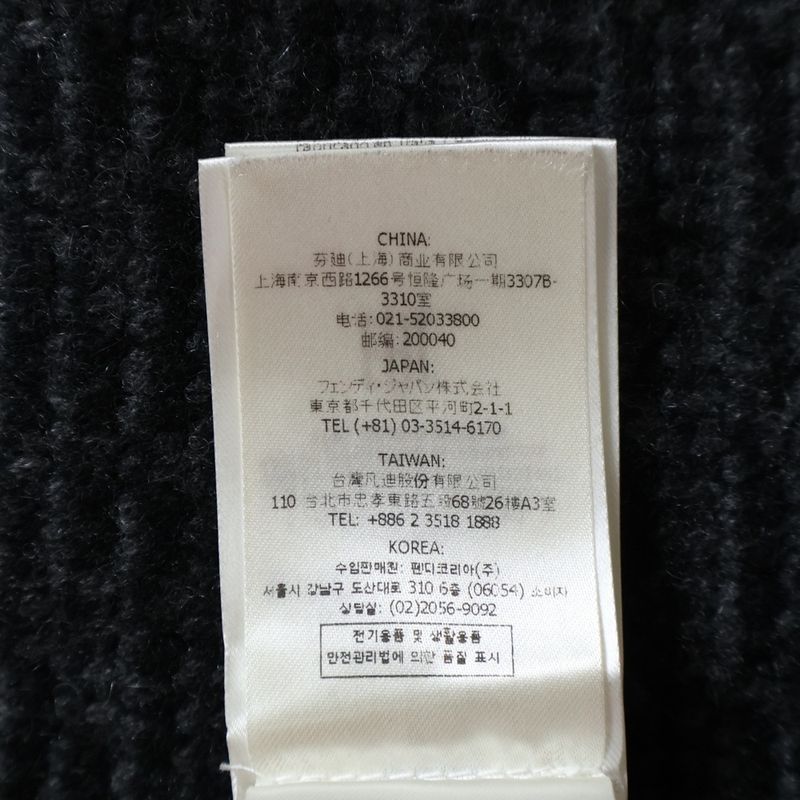 Fabricado en Italia
CHINA:
芬迪(上海)商业有限公司
上海南京西路1266号恒隆广场一期3307B-
3310室
电话:021-52033800
邮编:200040
JAPAN:
フェンディ・ジャパン株式会社
東京都千代田区平河町2-1-1
TEL (+81) 03-3514-6170
TAIWAN:
台灣凡迪股份有限公司
110 台北市忠孝東路五段68號26樓A3室
TEL: +886 2 3518 1888
KOREA:
수입판매원: 펜디코리아(주)
서울시 강남구 도산대로 310 6층 (06054) 소비자
상담실: (02)2056-9092
전기용품 및 생활용품
안전관리법에 의한 품질 표시